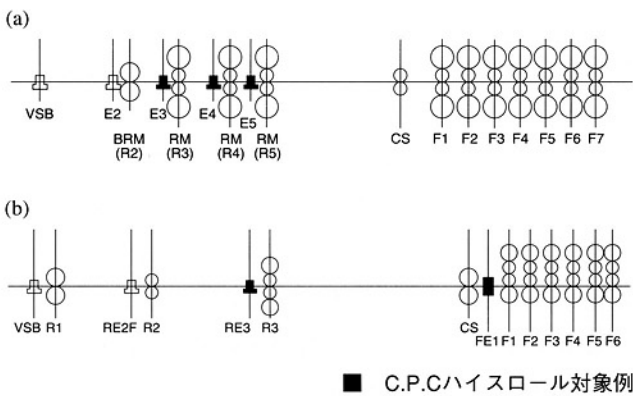 (a)
VSB E2 E3 E4 E5 CS F1 F2 F3 F4 F5 F6 F7
BRM RM RM RM
(R2) (R3) (R4) (R5)
(b)
VSB R1 RE2F R2 RE3 R3 CS FE1 F1 F2 F3 F4 F5 F6
■ C.P.Cハイスロール対象例